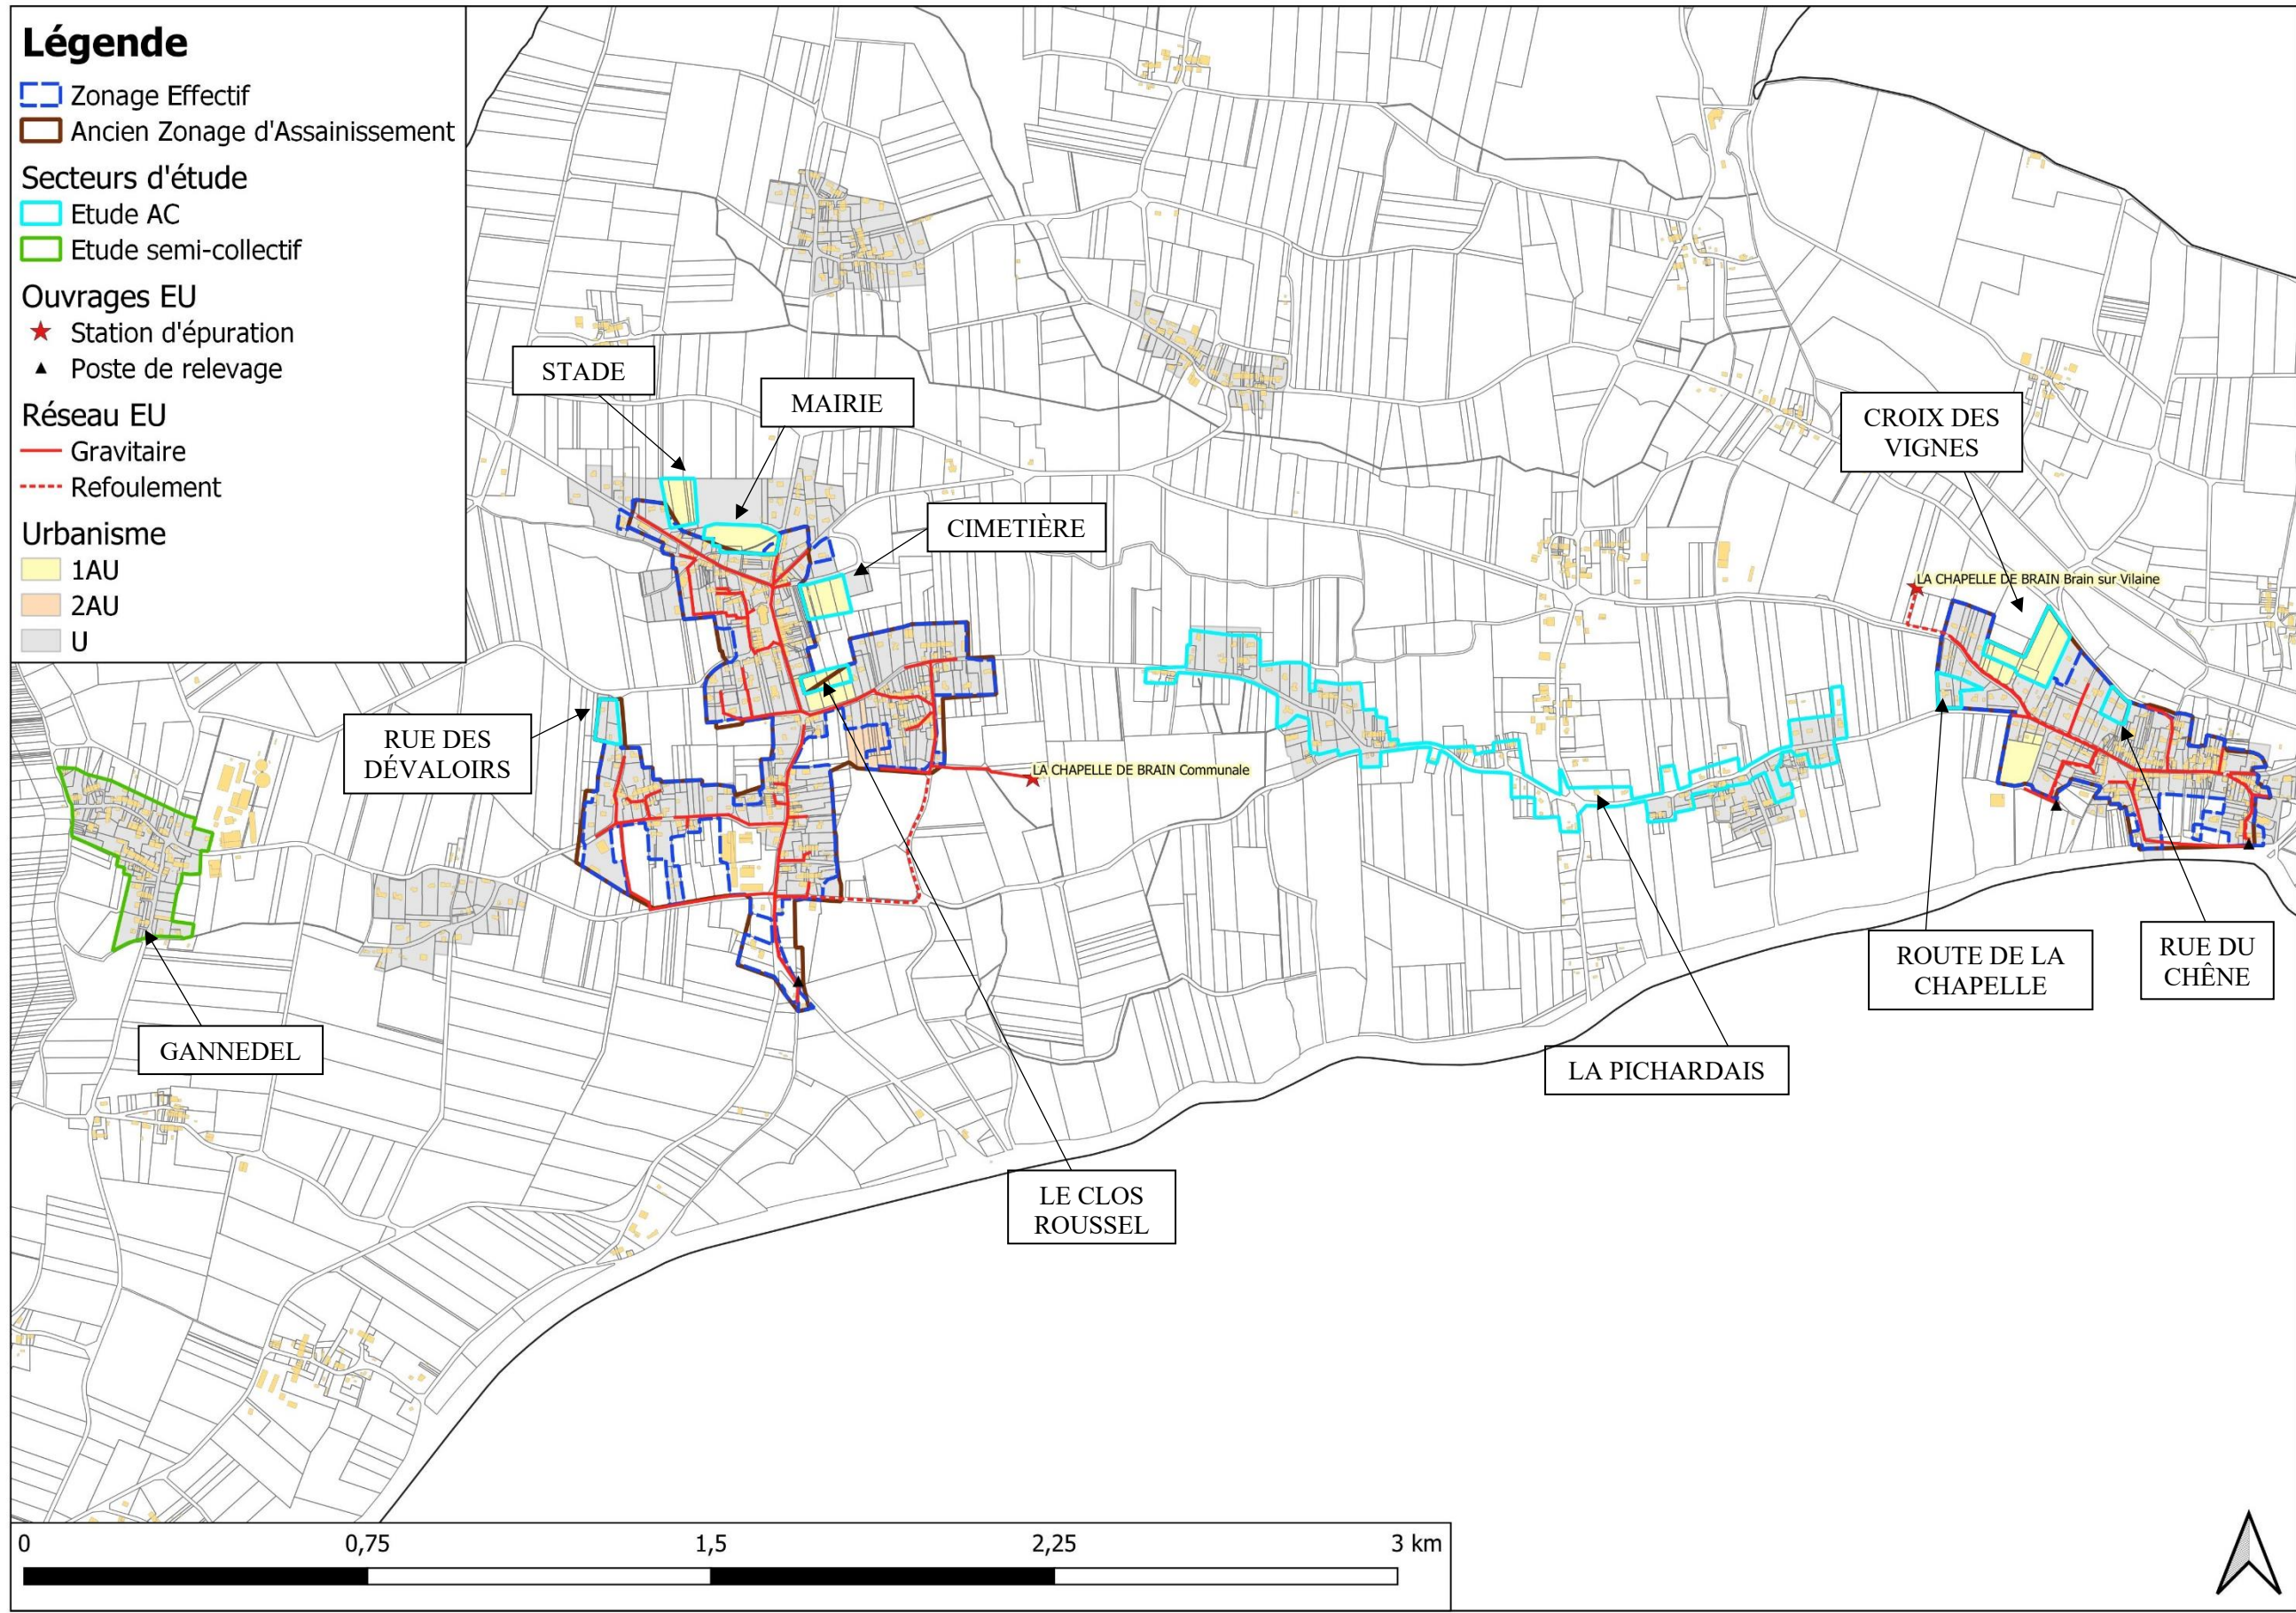 Légende
Zonage Effectif
Ancien Zonage d'Assainissement
Secteurs d'étude
Etude AC
Etude semi-collectif
Ouvrages EU
Station d'épuration
Poste de relevage
Réseau EU
Gravitaire
Refoulement
Urbanisme
1AU
2AU
U
STADE
MAIRIE
CIMETIÈRE
CROIX DES
VIGNES
LA CHAPELLE DE BRAIN Brain sur Vilaine
RUE DES
DÉVALOIRS
LA CHAPELLE DE BRAIN Communale
ROUTE DE LA
CHAPELLE
RUE DU
CHÊNE
GANNEDEL
LA PICHARDAIS
LE CLOS
ROUSSEL
0 0,75 1,5 2,25 3 km